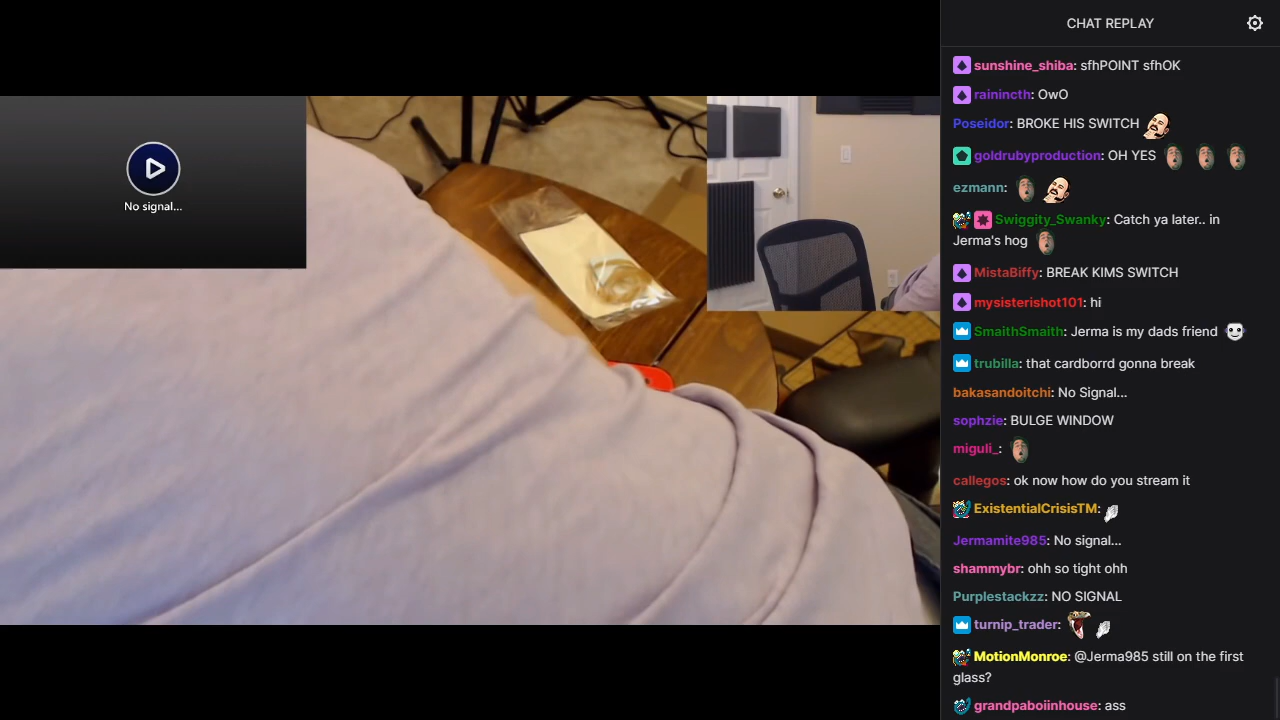 CHAT REPLAY
sunshine_shiba: sfhPOINT sfhOK
rainincth: OwO
Poseidor: BROKE HIS SWITCH
goldrubyproduction: OH YES
ezmann:
No signal...
Swiggity_Swanky: Catch ya later.. in
Jerma's hog
MistaBiffy: BREAK KIMS SWITCH
mysisterishot101: hi
SmaithSmaith: Jerma is my dads friend
trubilla: that cardborrd gonna break
bakasandoitchi: No Signal...
sophzie: BULGE WINDOW
miguli_:
callegos: ok now how do you stream it
ExistentialCrisisTM:
Jermamite985: No signal...
shammybr: ohh so tight ohh
Purplestackzz: NO SIGNAL
turnip_trader:
MotionMonroe: @Jerma985 still on the first
glass?
grandpaboiinhouse: ass